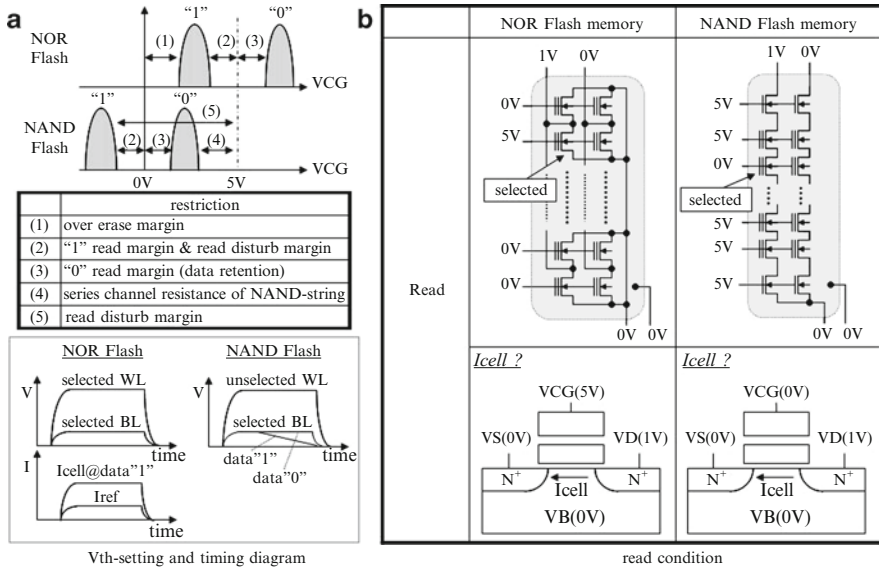 a
NOR
Flash
"1"
"0"
(1)
(2)
(3)
VCG
NAND
Flash
"1"
"0"
(5)
(2)
(3)
(4)
VCG
0V
5V
restriction
(1) over erase margin
(2) "1" read margin & read disturb margin
(3) "0" read margin (data retention)
(4) series channel resistance of NAND-string
(5) read disturb margin
NOR Flash
V
selected WL
selected BL
time
I
Icell@data"1"
Iref
time
NAND Flash
unselected WL
selected BL
time
data"1"
data"0"
Vth-setting and timing diagram
b
NOR Flash memory
NAND Flash memory
Read
1V 0V
0V
5V
selected
0V
0V
0V 0V
1V 0V
5V
5V
0V
selected
5V
5V
5V
0V 0V
Icell ?
VCG(5V)
VS(0V)
VD(1V)
N+
N+
Icell
VB(0V)
Icell ?
VCG(0V)
VS(0V)
VD(1V)
N+
N+
Icell
VB(0V)
read condition